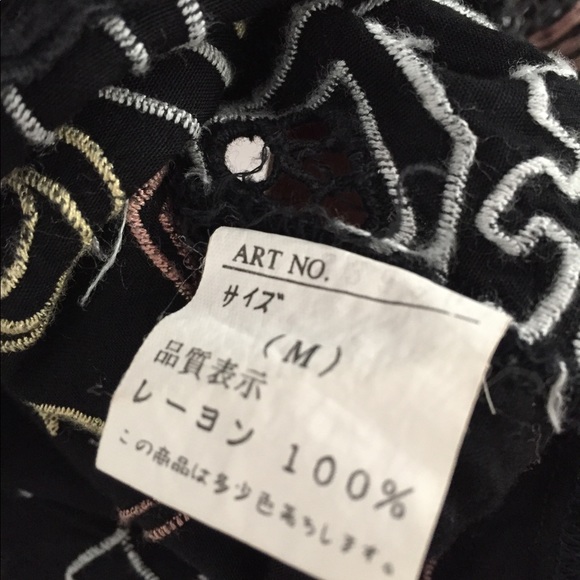 ART NO.
サイズ
(M)
品質表示
レーヨン 100%
この商品は多少色落ちします。